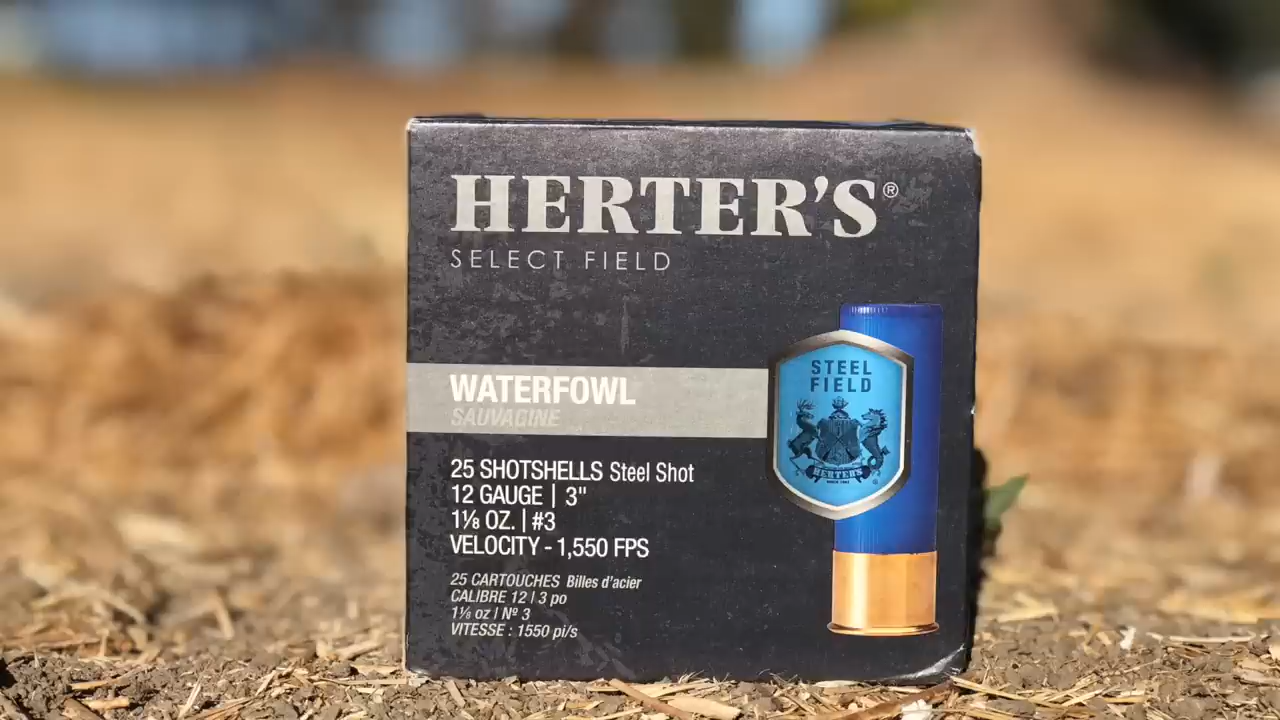 HERTER'S®
SELECT FIELD
WATERFOWL
SAUVAGINE
STEEL
FIELD
HERTER'S
25 SHOTSHELLS Steel Shot
12 GAUGE | 3"
1⅛ OZ. | #3
VELOCITY - 1,550 FPS
25 CARTOUCHES Billes d'acier
CALIBRE 12 | 3 po
1⅛ oz | Nº 3
VITESSE : 1550 pi/s